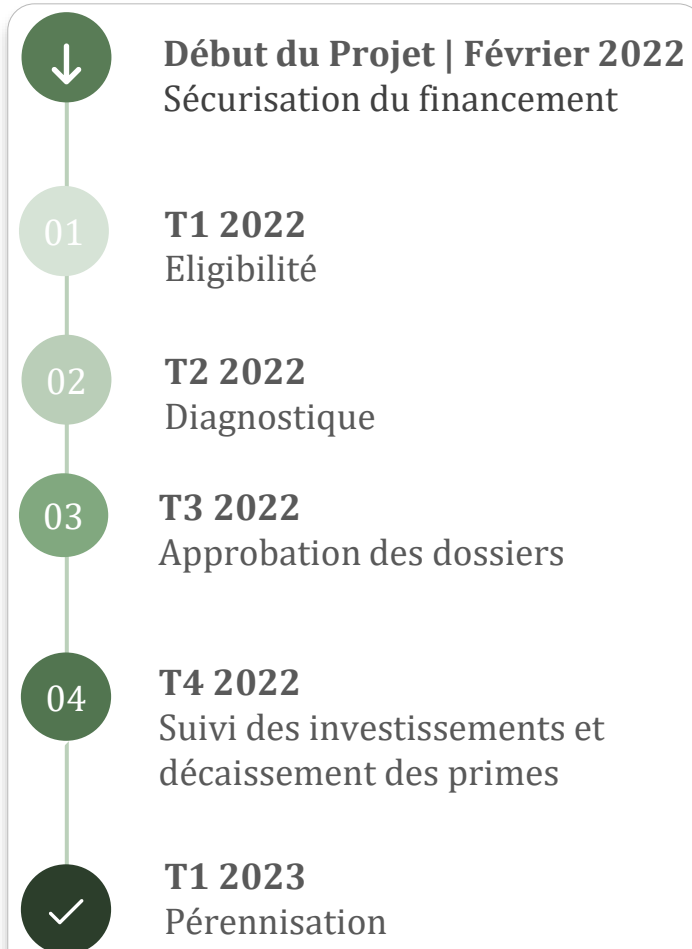 Début du Projet | Février 2022
Sécurisation du financement
01
T1 2022
Eligibilité
02
T2 2022
Diagnostique
03
T3 2022
Approbation des dossiers
04
T4 2022
Suivi des investissements et
décaissement des primes
T1 2023
Pérennisation